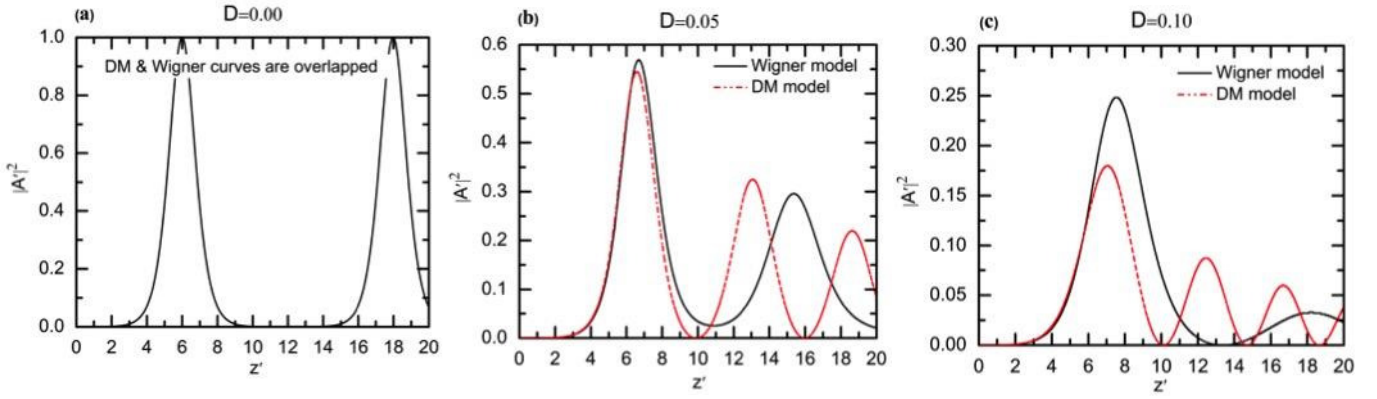 (a)
D=0.00
1.0
0.8
0.6
0.4
0.2
0.0
|A'|²
DM & Wigner curves are overlapped
0 2 4 6 8 10 12 14 16 18 20
z'
(b)
D=0.05
0.6
0.5
0.4
0.3
0.2
0.1
0.0
|A'|²
Wigner model
DM model
0 2 4 6 8 10 12 14 16 18 20
z'
(c)
D=0.10
0.30
0.25
0.20
0.15
0.10
0.05
0.00
|A'|²
Wigner model
DM model
0 2 4 6 8 10 12 14 16 18 20
z'